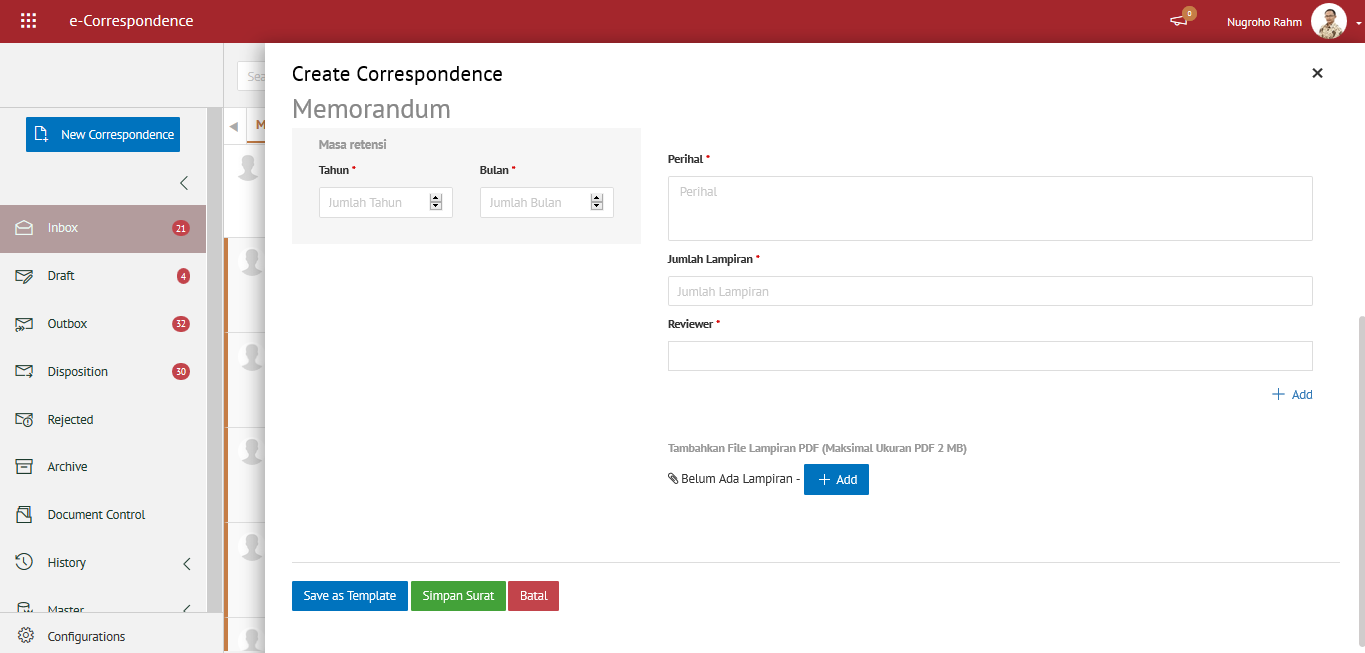 e-Correspondence
0
Nugroho Rahm
Sea
New Correspondence
M
Inbox
21
Draft
4
Outbox
32
Disposition
30
Rejected
Archive
Document Control
History
Master
Configurations
Create Correspondence
Memorandum
Masa retensi
Tahun *
Bulan *
Jumlah Tahun
Jumlah Bulan
Perihal *
Perihal
Jumlah Lampiran *
Jumlah Lampiran
Reviewer *
+ Add
Tambahkan File Lampiran PDF (Maksimal Ukuran PDF 2 MB)
Belum Ada Lampiran - + Add
Save as Template
Simpan Surat
Batal